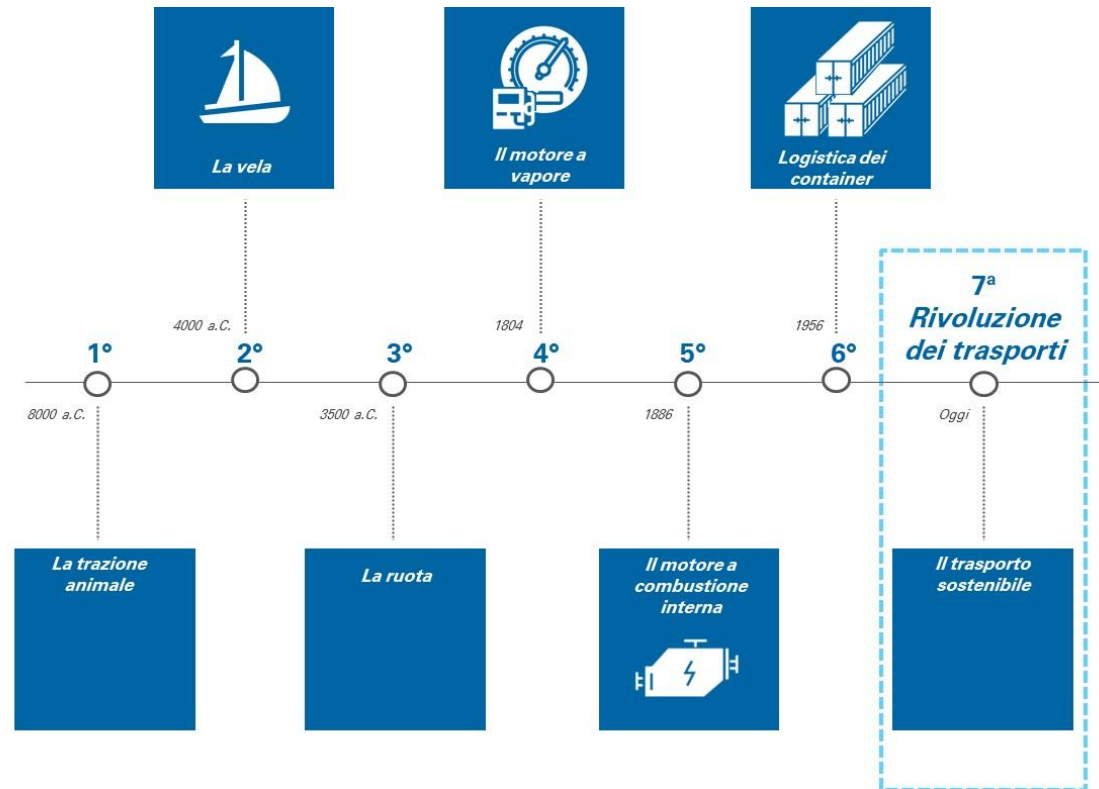 La vela
Il motore a
vapore
Logistica dei
container
7ª
Rivoluzione
dei trasporti
4000 a.C.
1804
1956
1°
2°
3°
4°
5°
6°
8000 a.C.
3500 a.C.
1886
Oggi
La trazione
animale
La ruota
Il motore a
combustione
interna
Il trasporto
sostenibile